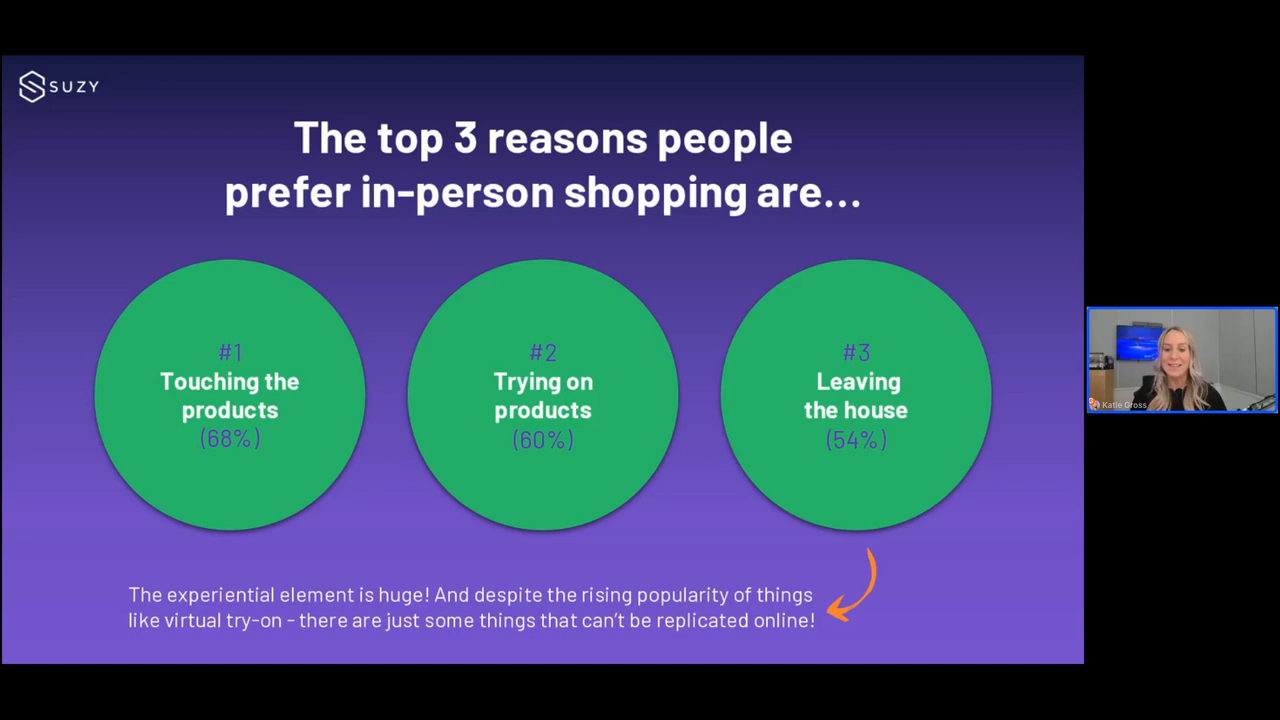 SUZY
The top 3 reasons people
prefer in-person shopping are...
#1
Touching the
products
(68%)
#2
Trying on
products
(60%)
#3
Leaving
the house
(54%)
The experiential element is huge! And despite the rising popularity of things
like virtual try-on - there are just some things that can't be replicated online!
Katie Gross